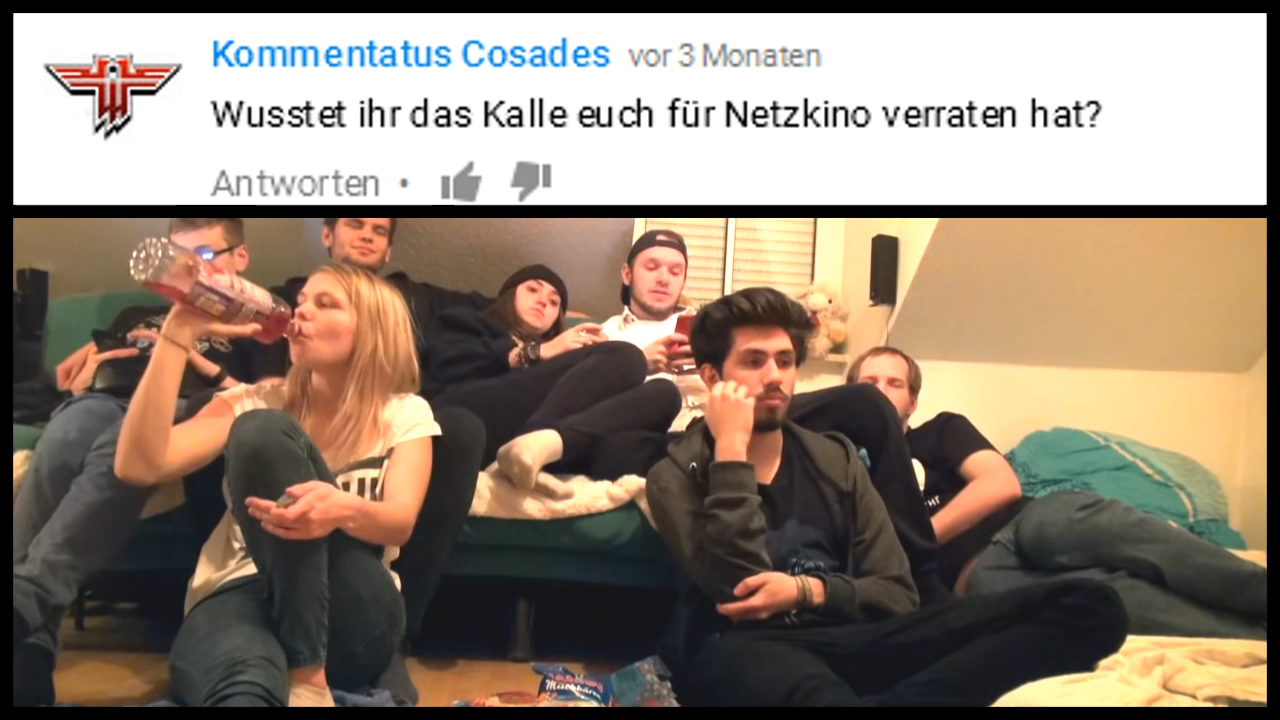 Kommentatus Cosades vor 3 Monaten
Wusstet ihr das Kalle euch für Netzkino verraten hat?
Antworten •